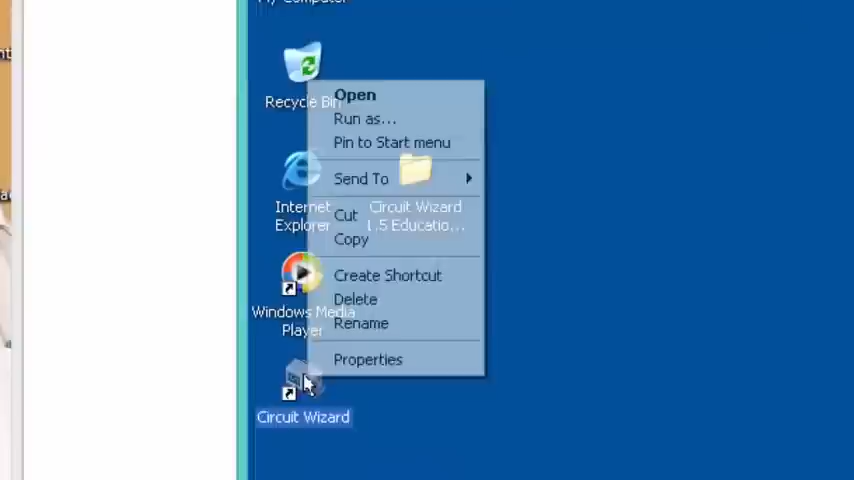 My Computer
Recycle Bin
Open
Run as...
Pin to Start menu
Send To
Internet
Explorer
Circuit Wizard
1.5 Educatio...
Cut
Copy
Create Shortcut
Delete
Rename
Windows Media
Player
Properties
Circuit Wizard